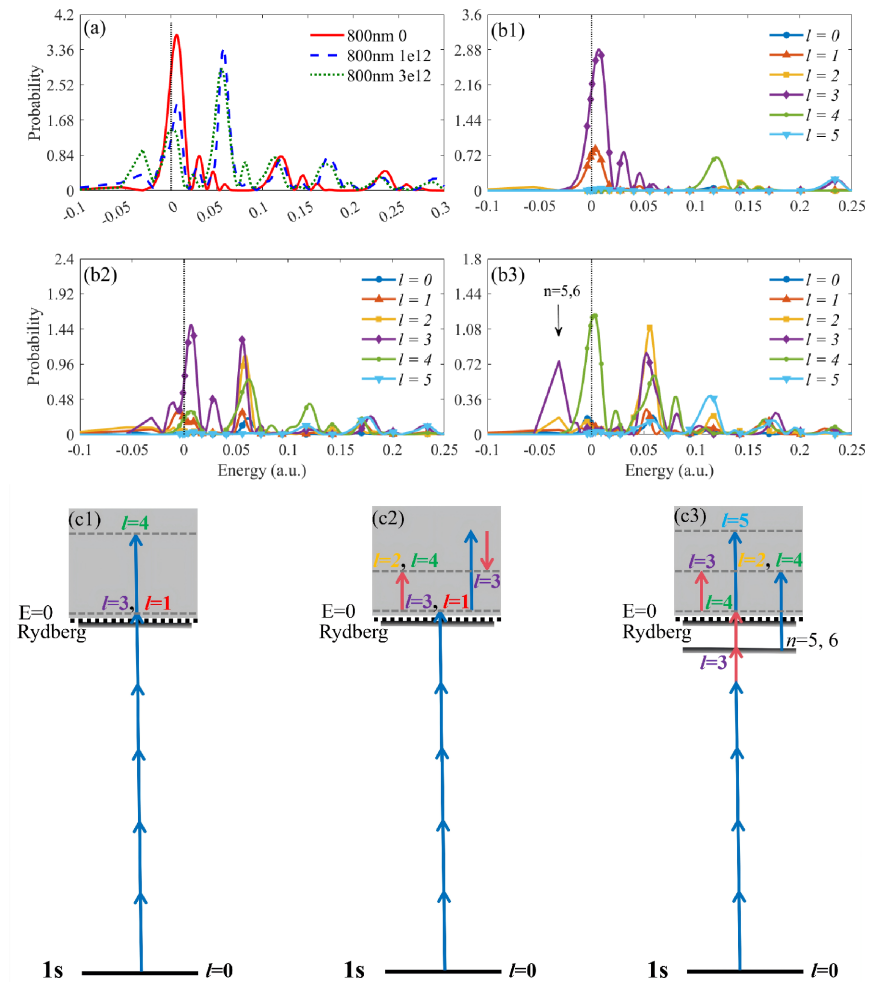 (a)
Probability
4.2
3.36
2.52
1.68
0.84
0
-0.1
-0.05
0
0.05
0.1
0.15
0.2
0.25
0.3
800nm 0
800nm 1e12
800nm 3e12
(b1)
3.6
2.88
2.16
1.44
0.72
0
-0.1
-0.05
0
0.05
0.1
0.15
0.2
0.25
l = 0
l = 1
l = 2
l = 3
l = 4
l = 5
(b2)
Probability
2.4
1.92
1.44
0.96
0.48
0
-0.1
-0.05
0
0.05
0.1
0.15
0.2
0.25
Energy (a.u.)
l = 0
l = 1
l = 2
l = 3
l = 4
l = 5
(b3)
1.8
1.44
1.08
0.72
0.36
0
-0.1
-0.05
0
0.05
0.1
0.15
0.2
0.25
Energy (a.u.)
n=5,6
l = 0
l = 1
l = 2
l = 3
l = 4
l = 5
(c1)
l=4
l=3, l=1
E=0
Rydberg
1s
l=0
(c2)
l=2, l=4
l=3
l=3, l=1
E=0
Rydberg
1s
l=0
(c3)
l=5
l=3
l=2, l=4
l=4
E=0
Rydberg
n=5, 6
l=3
1s
l=0